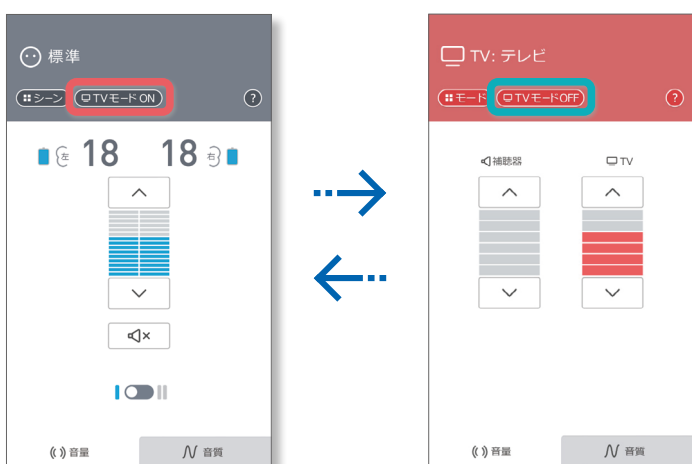 標準
シーン
TVモード ON
?
左 18
18 右
音量
音質
TV: テレビ
モード
TVモードOFF
?
補聴器
TV
音量
音質